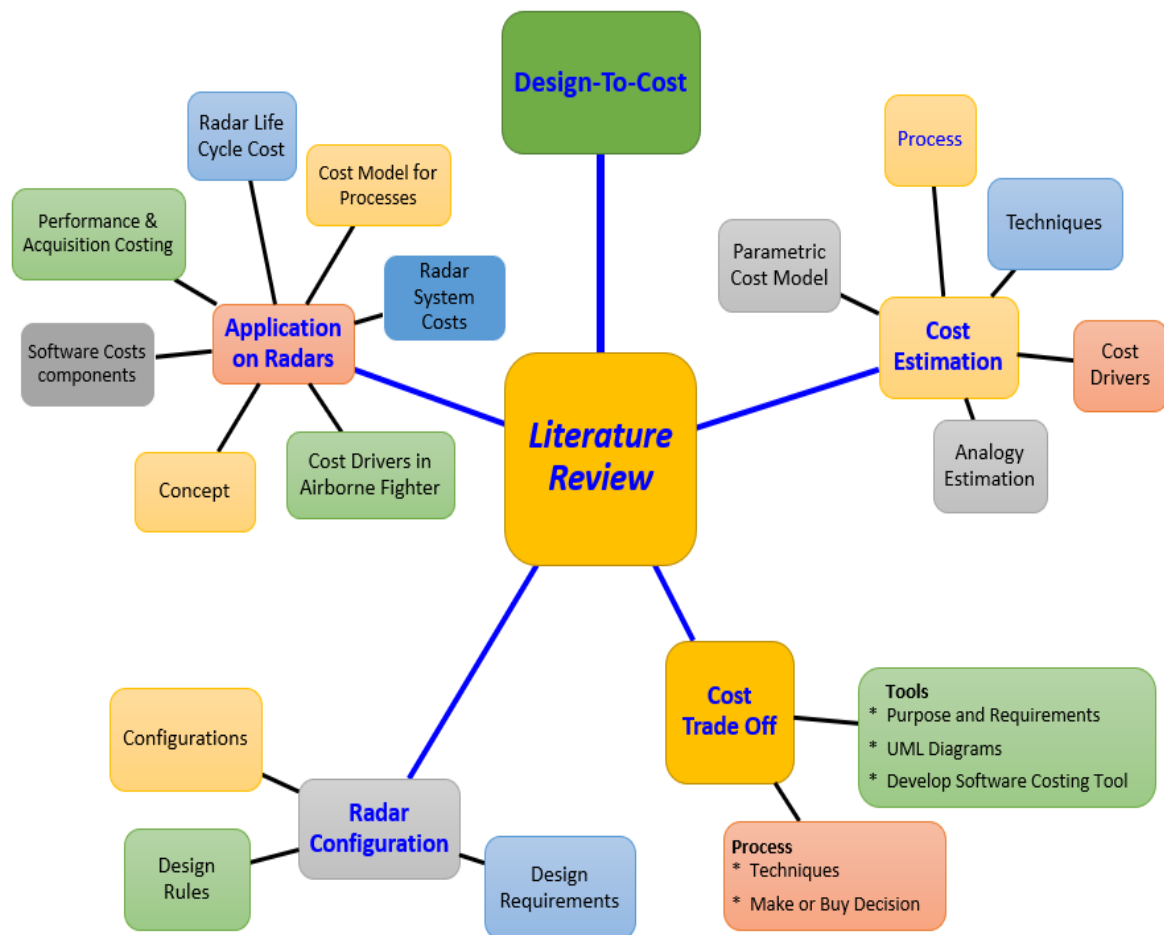 Design-To-Cost
Radar Life
Cycle Cost
Cost Model for
Processes
Performance &
Acquisition Costing
Radar
System
Costs
Application
on Radars
Software Costs
components
Concept
Cost Drivers in
Airborne Fighter
Process
Techniques
Parametric
Cost Model
Cost
Estimation
Cost
Drivers
Analogy
Estimation
Literature
Review
Configurations
Radar
Configuration
Design
Rules
Design
Requirements
Cost
Trade Off
Tools
* Purpose and Requirements
* UML Diagrams
* Develop Software Costing Tool
Process
* Techniques
* Make or Buy Decision